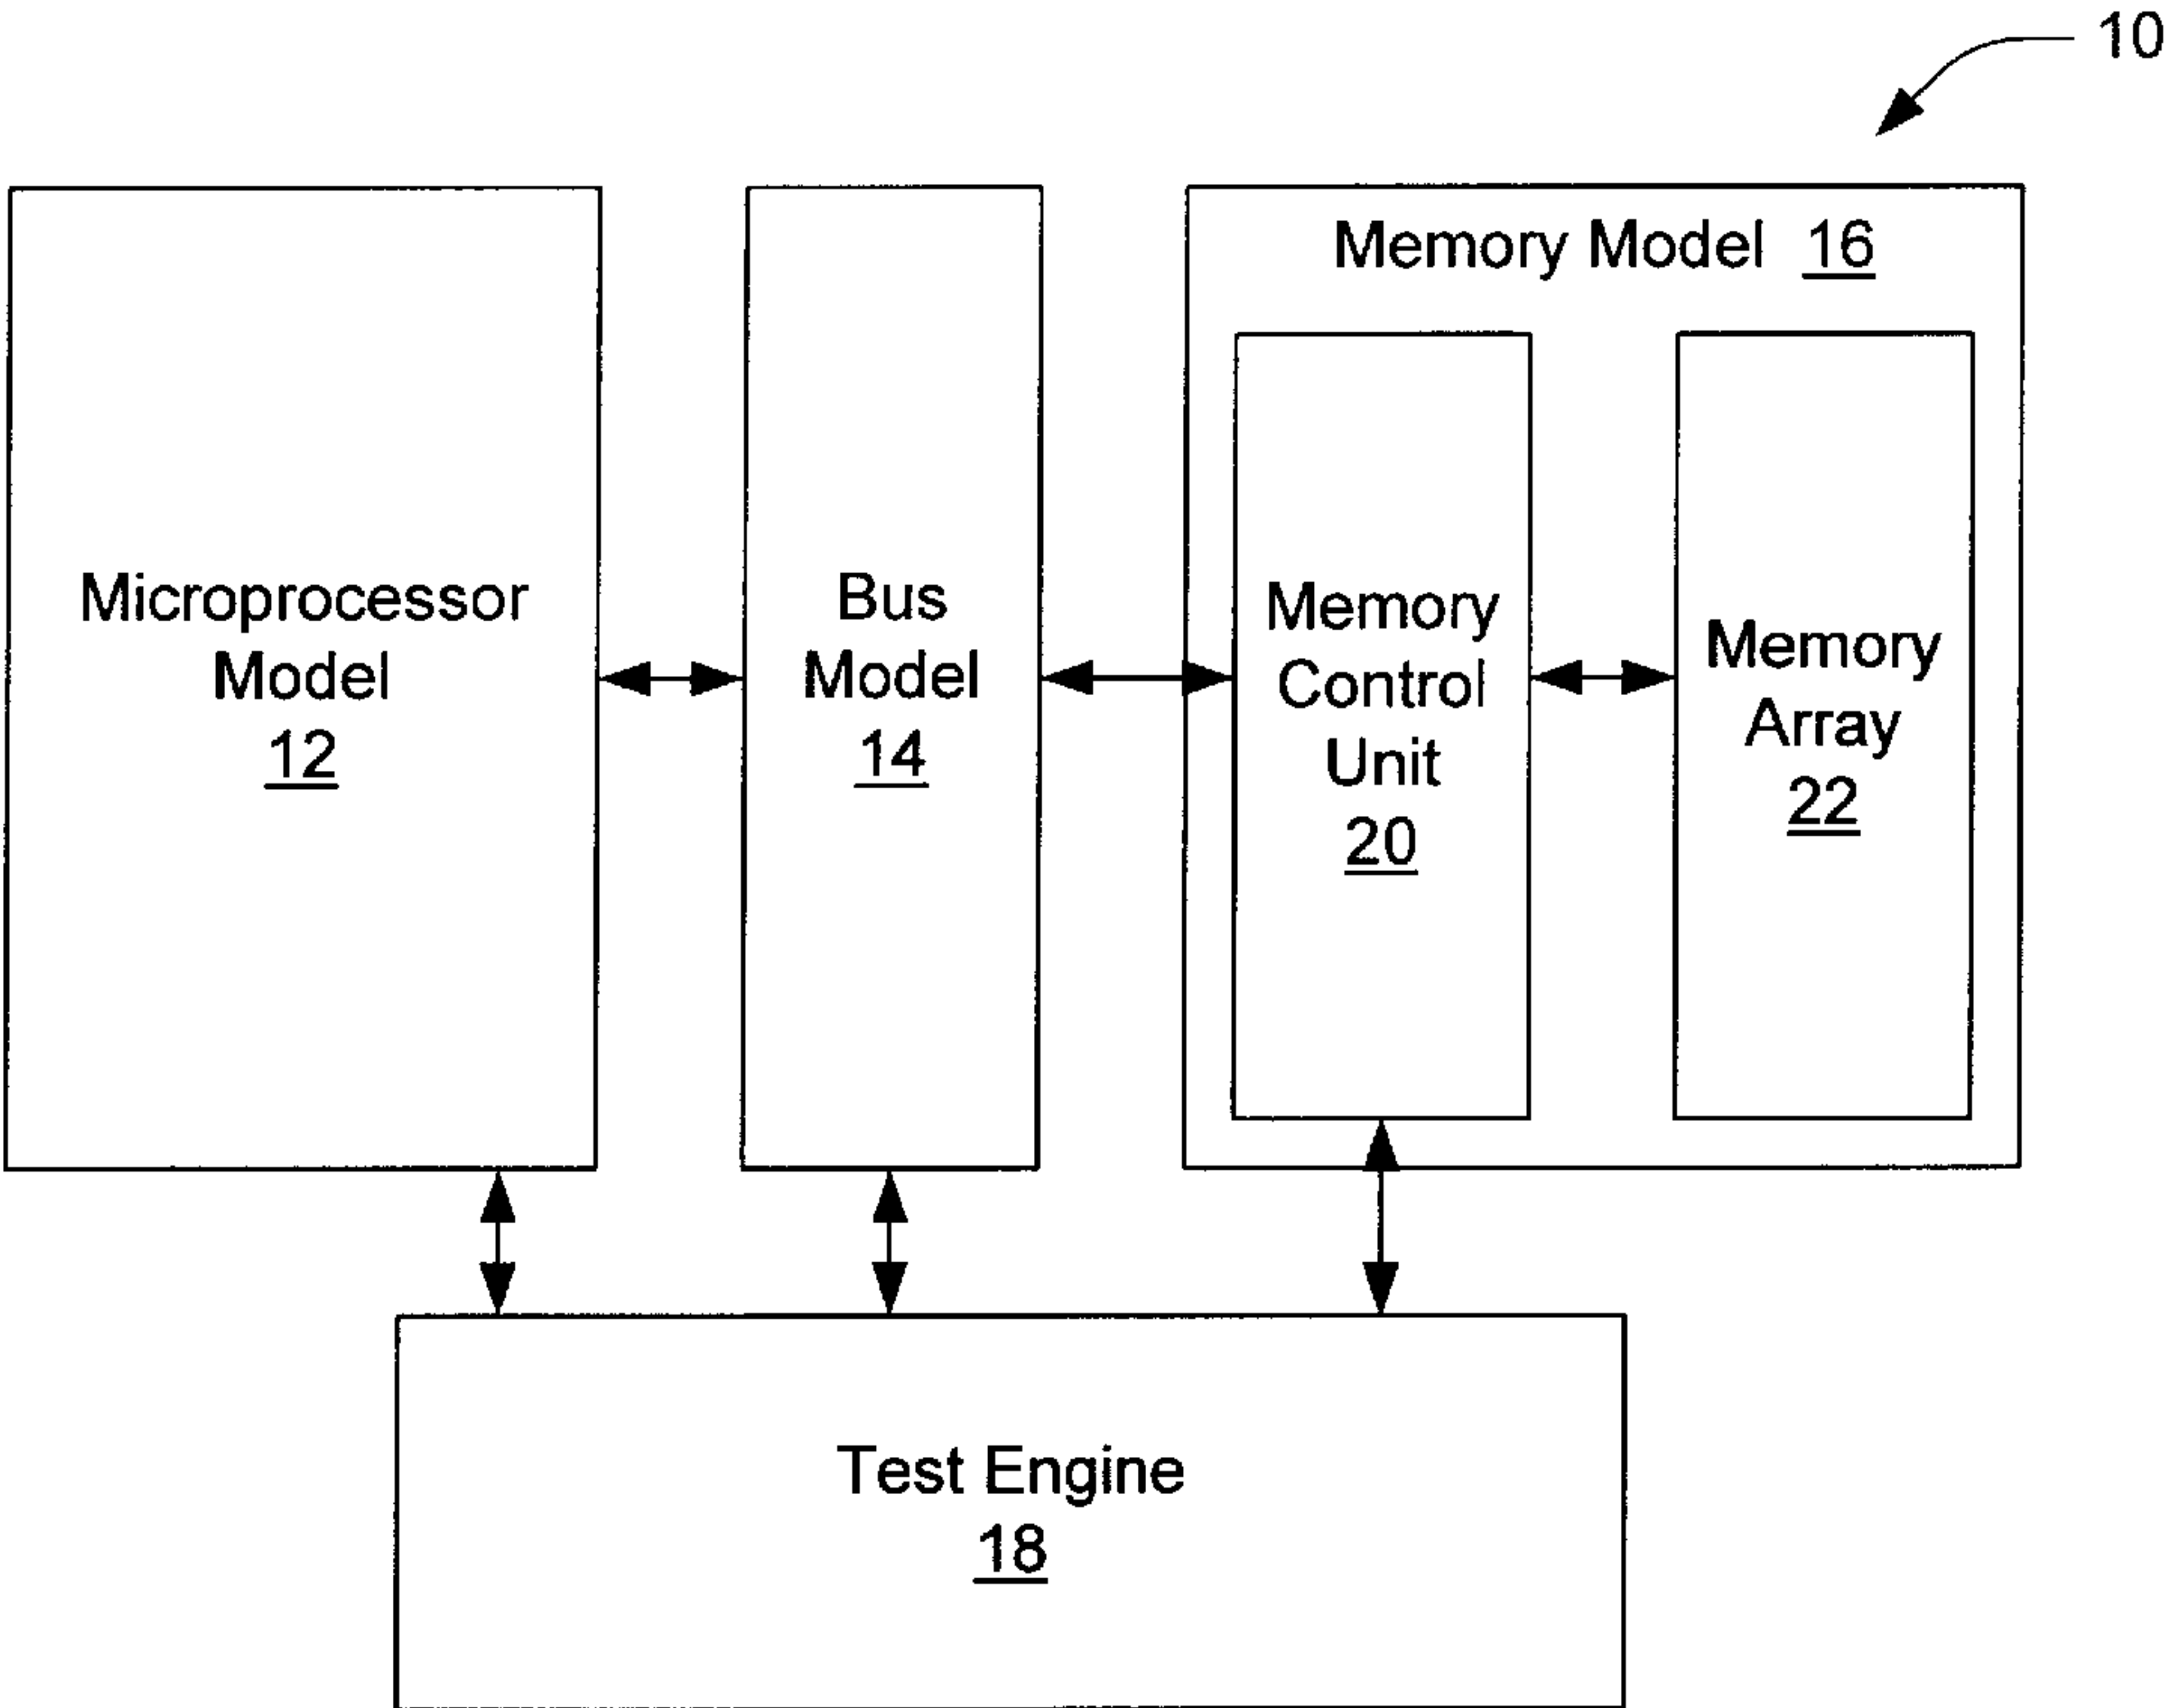 10
Memory Model 16
Microprocessor
Model
12
Bus
Model
14
Memory
Control
Unit
20
Memory
Array
22
Test Engine
18